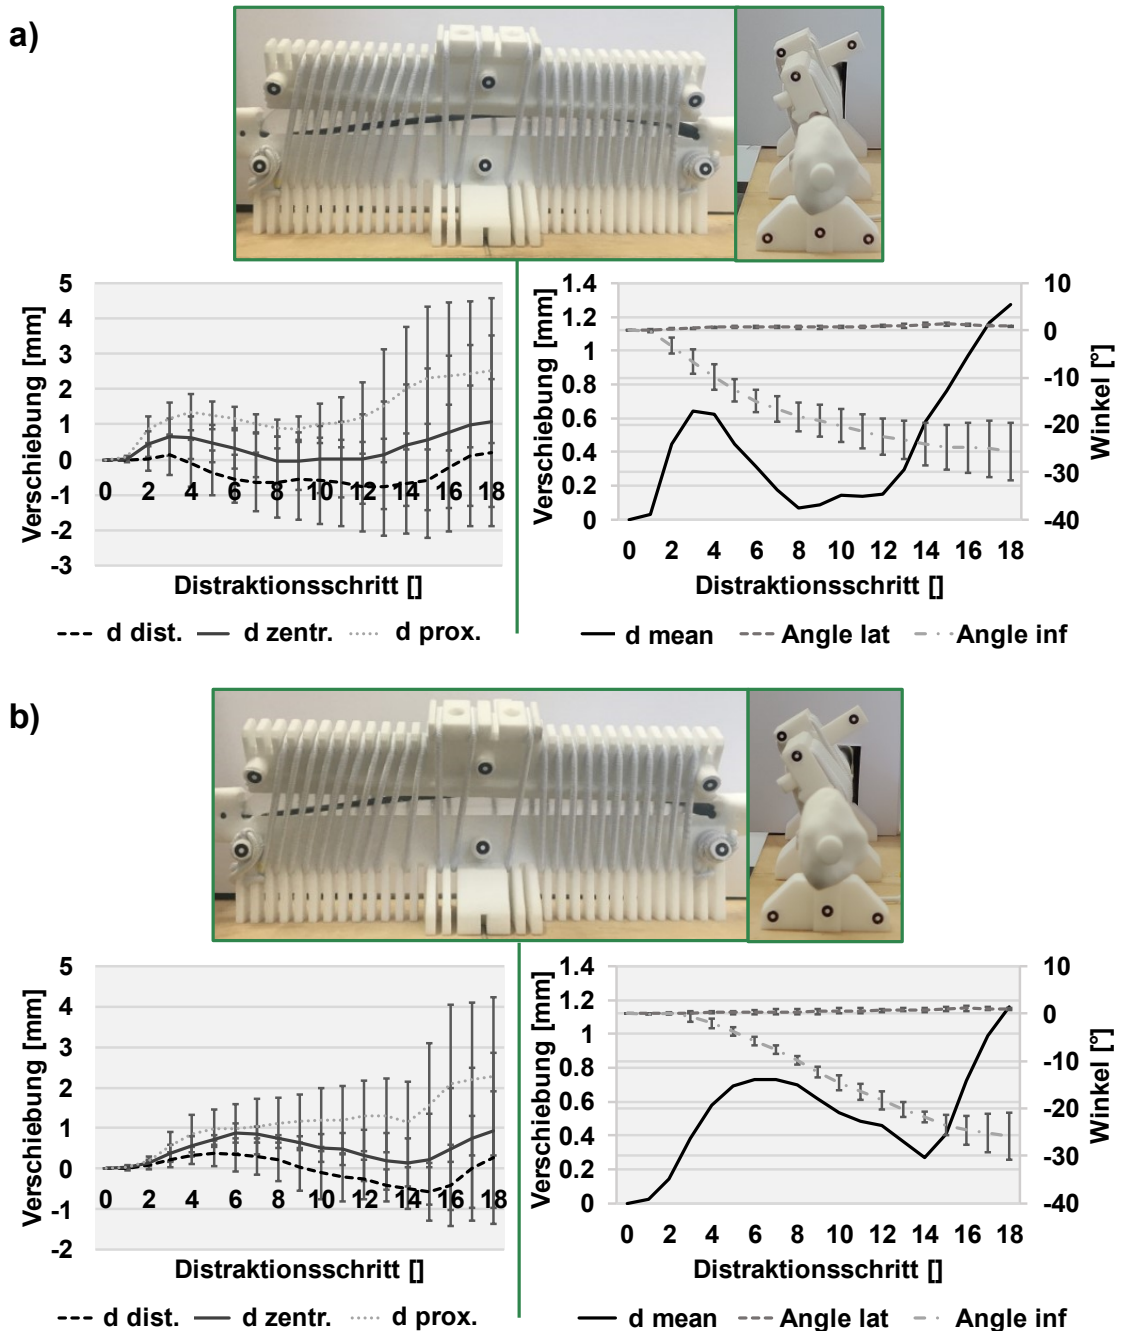 a)
5
4
3
2
1
0
-1
-2
-3
Verschiebung [mm]
0 2 4 6 8 10 12 14 16 18
Distraktionsschritt []
d dist. d zentr. d prox.
1.4
1.2
1
0.8
0.6
0.4
0.2
0
Verschiebung [mm]
10
0
-10
-20
-30
-40
Winkel [°]
0 2 4 6 8 10 12 14 16 18
Distraktionsschritt []
d mean Angle lat Angle inf
b)
5
4
3
2
1
0
-1
-2
Verschiebung [mm]
0 2 4 6 8 10 12 14 16 18
Distraktionsschritt []
d dist. d zentr. d prox.
1.4
1.2
1
0.8
0.6
0.4
0.2
0
Verschiebung [mm]
10
0
-10
-20
-30
-40
Winkel [°]
0 2 4 6 8 10 12 14 16 18
Distraktionsschritt []
d mean Angle lat Angle inf